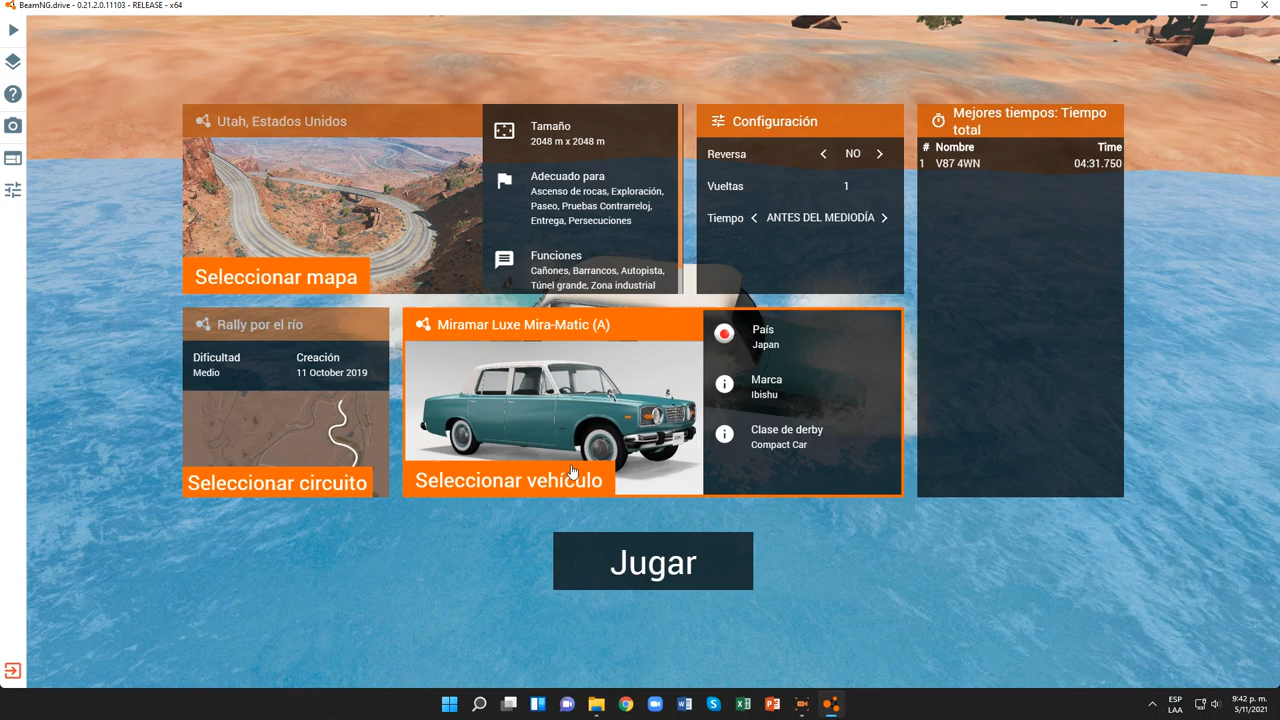 BeamNG.drive - 0.21.2.0.11103 - RELEASE - x64
Utah, Estados Unidos
Seleccionar mapa
Tamaño
2048 m x 2048 m
Adecuado para
Ascenso de rocas, Exploración,
Paseo, Pruebas Contrarreloj,
Entrega, Persecuciones
Funciones
Cañones, Barrancos, Autopista,
Túnel grande, Zona industrial
Configuración
Reversa
NO
Vueltas
1
Tiempo
ANTES DEL MEDIODÍA
Mejores tiempos: Tiempo
total
# Nombre Time
1 V87 4WN 04:31.750
Rally por el río
Dificultad
Medio
Creación
11 October 2019
Seleccionar circuito
Miramar Luxe Mira-Matic (A)
Seleccionar vehículo
País
Japan
Marca
Ibishu
Clase de derby
Compact Car
Jugar
ESP
LAA
9:42 p. m.
5/11/2021